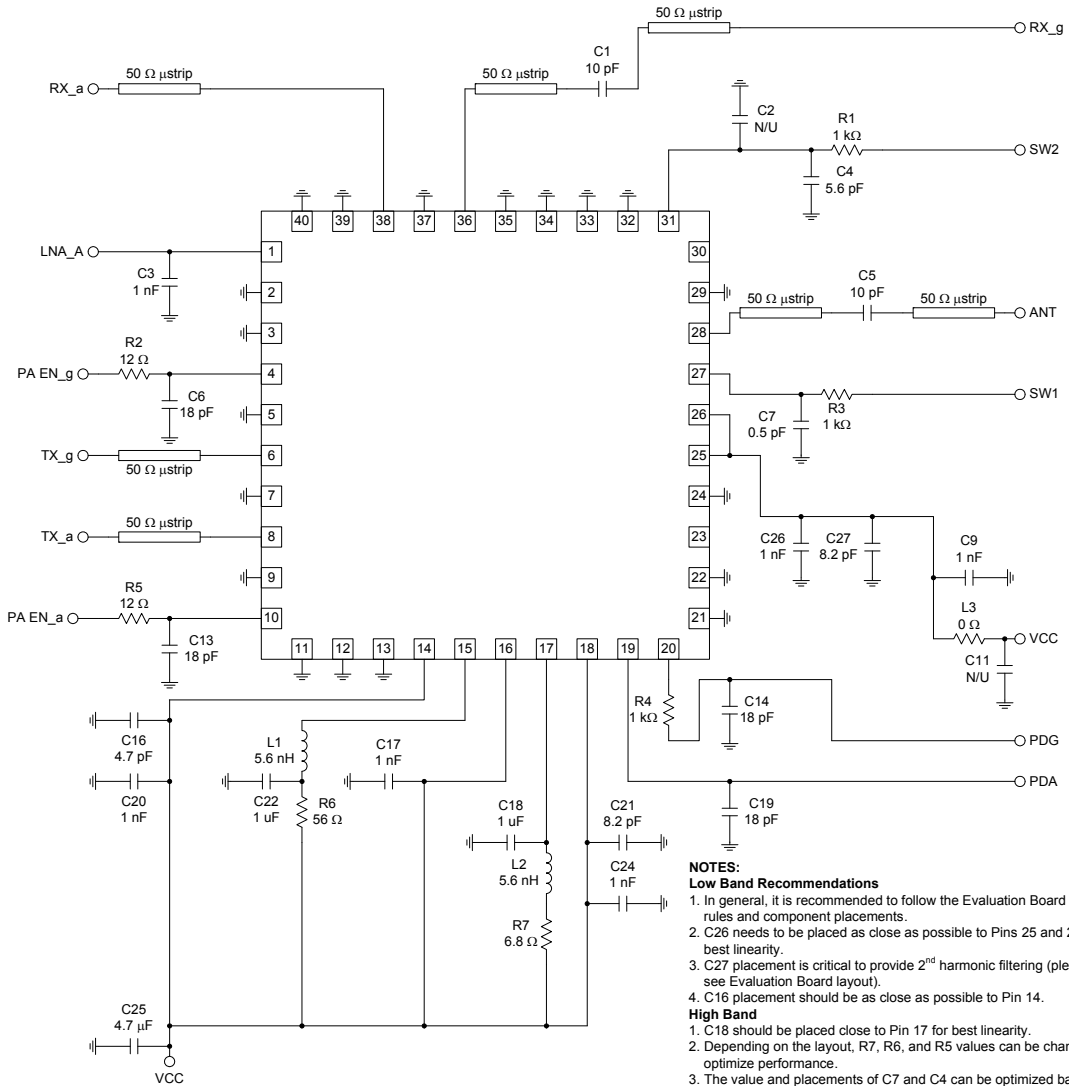 50 Ω µstrip
RX_g
C1
10 pF
50 Ω µstrip
50 Ω µstrip
RX_a
C2
N/U
R1
1 kΩ
SW2
C4
5.6 pF
40
39
38
37
36
35
34
33
32
31
LNA_A
1
30
C3
1 nF
2
29
C5
10 pF
50 Ω µstrip
50 Ω µstrip
ANT
3
28
R2
12 Ω
PA EN_g
4
27
SW1
C6
18 pF
R3
1 kΩ
C7
0.5 pF
5
26
TX_g
6
25
50 Ω µstrip
7
24
50 Ω µstrip
TX_a
8
23
C26
1 nF
C27
8.2 pF
C9
1 nF
9
22
R5
12 Ω
PA EN_a
10
21
L3
0 Ω
VCC
C13
18 pF
C11
N/U
11
12
13
14
15
16
17
18
19
20
R4
1 kΩ
C14
18 pF
PDG
C16
4.7 pF
L1
5.6 nH
C17
1 nF
PDA
C20
1 nF
C22
1 uF
R6
56 Ω
C18
1 uF
C21
8.2 pF
C19
18 pF
L2
5.6 nH
C24
1 nF
R7
6.8 Ω
C25
4.7 µF
VCC
NOTES:
Low Band Recommendations
1. In general, it is recommended to follow the Evaluation Board
rules and component placements.
2. C26 needs to be placed as close as possible to Pins 25 and
best linearity.
3. C27 placement is critical to provide 2nd harmonic filtering
see Evaluation Board layout).
4. C16 placement should be as close as possible to Pin 14.
High Band
1. C18 should be placed close to Pin 17 for best linearity.
2. Depending on the layout, R7, R6, and R5 values can be
optimize performance.
3. The value and placements of C7 and C4 can be optimized